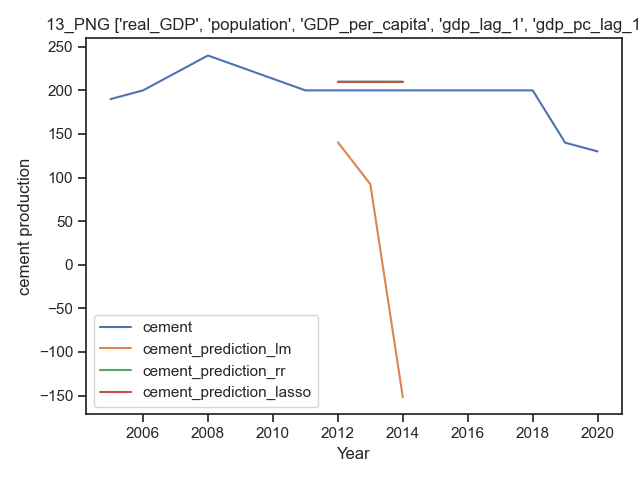 13_PNG ['real_GDP', 'population', 'GDP_per_capita', 'gdp_lag_1', 'gdp_pc_lag_1
250
200
150
100
50
0
−50
−100
−150
cement production
cement
cement_prediction_lm
cement_prediction_rr
cement_prediction_lasso
2006 2008 2010 2012 2014 2016 2018 2020
Year